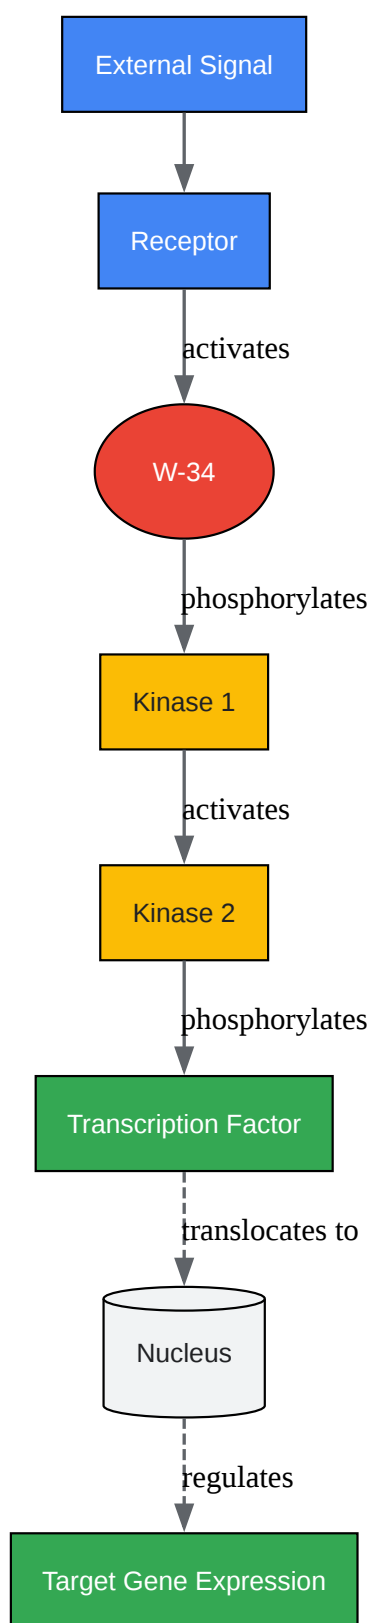 External Signal
Receptor
activates
W-34
phosphorylates
Kinase 1
activates
Kinase 2
phosphorylates
Transcription Factor
translocates to
Nucleus
regulates
Target Gene Expression